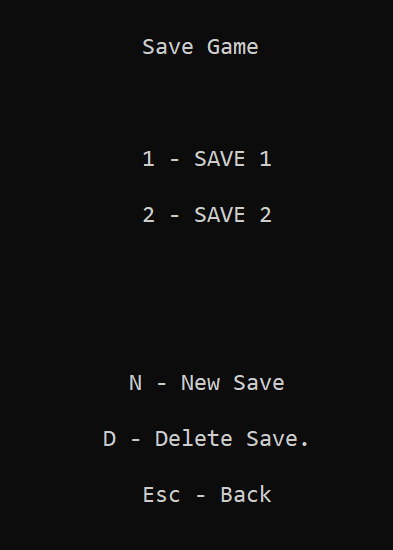 Save Game
1 - SAVE 1
2 - SAVE 2
N - New Save
D - Delete Save.
Esc - Back